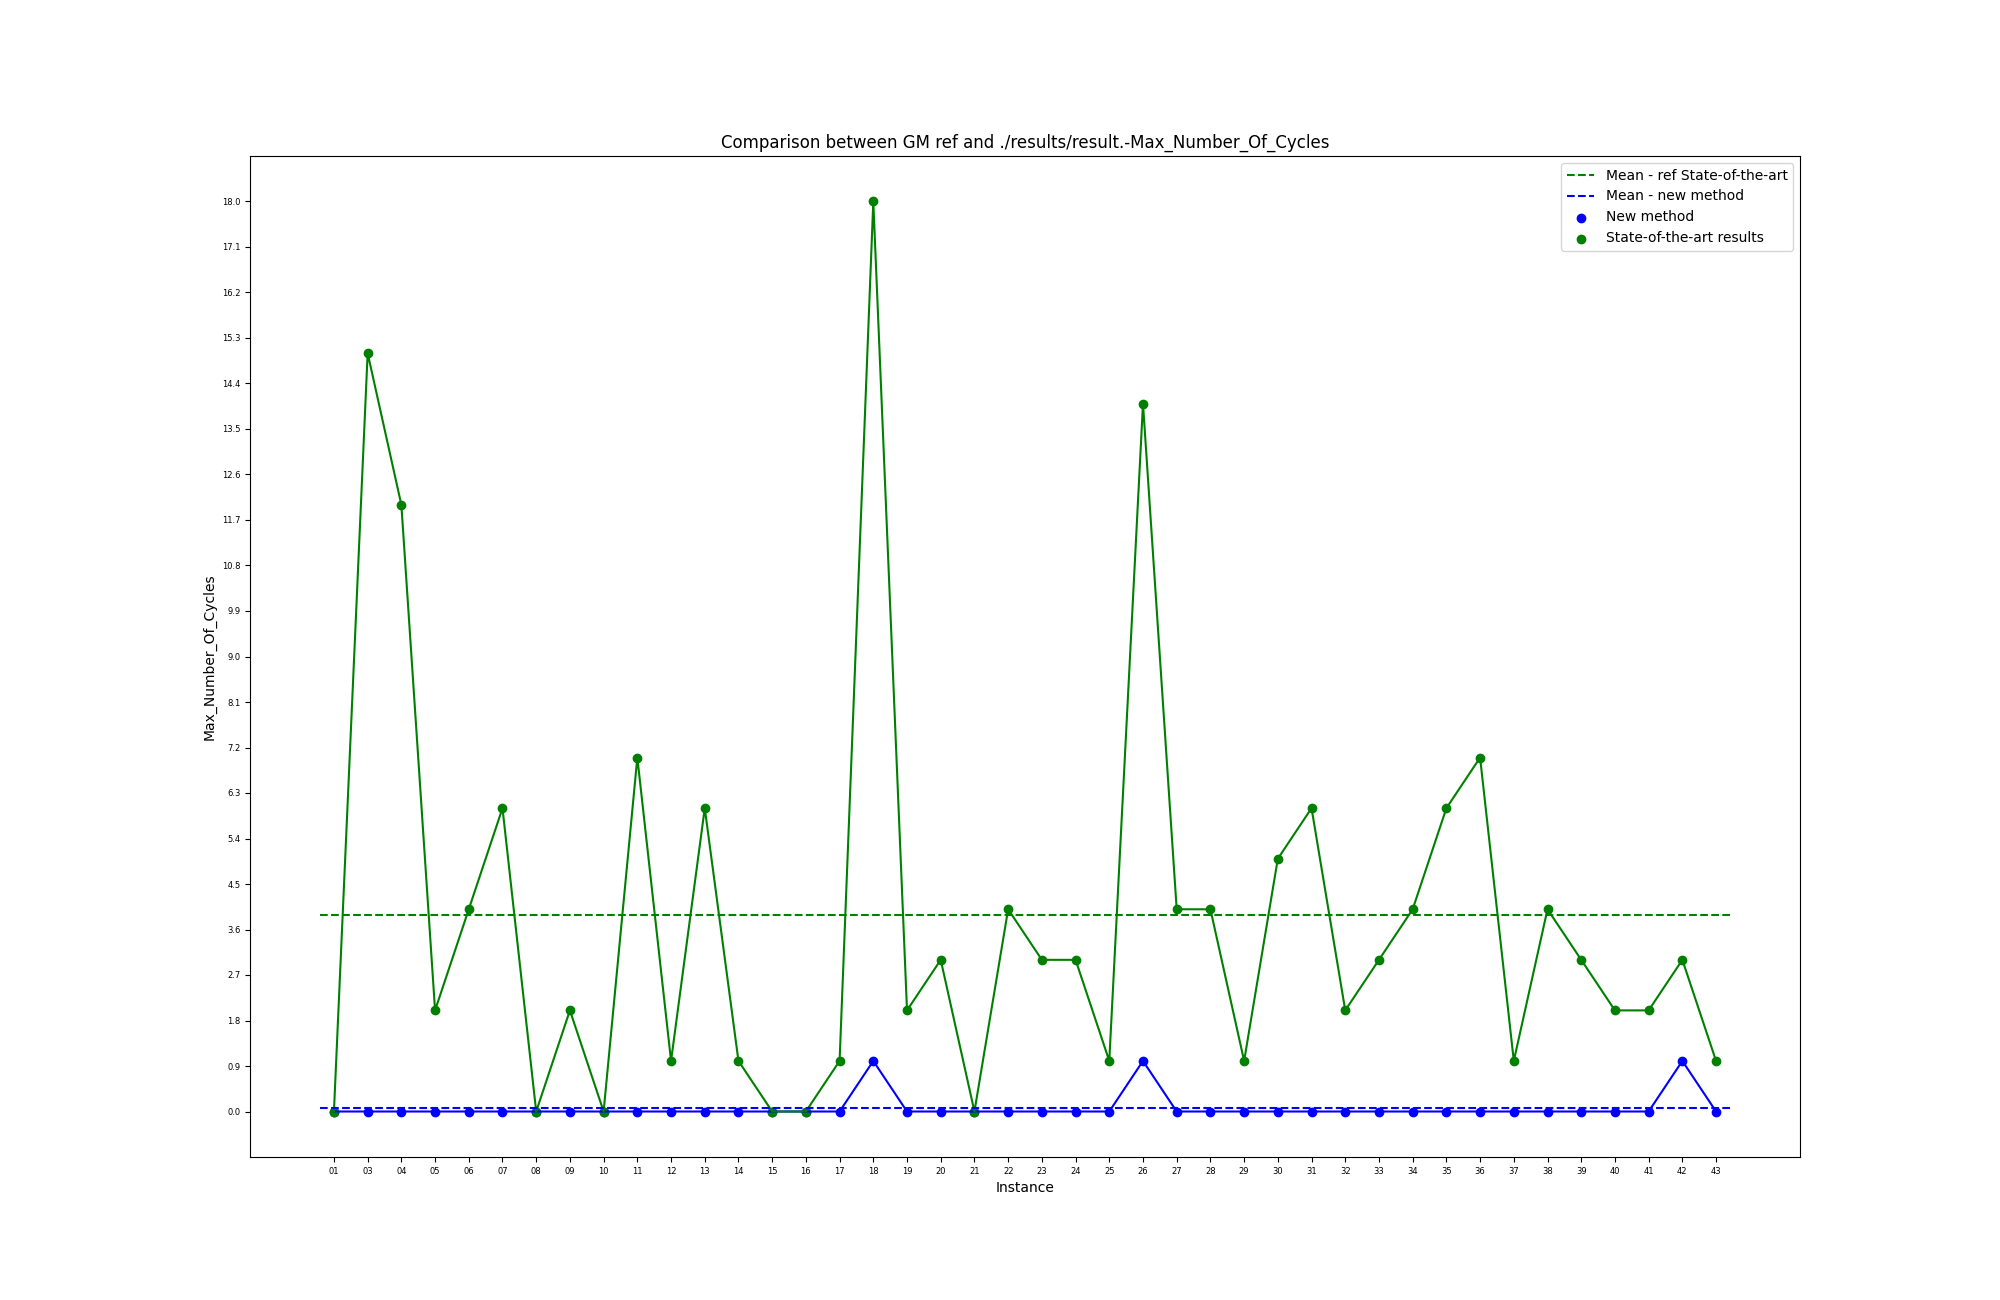 Comparison between GM ref and ./results/result.-Max_Number_Of_Cycles
Mean - ref State-of-the-art
Mean - new method
New method
State-of-the-art results
18.0
17.1
16.2
15.3
14.4
13.5
12.6
11.7
10.8
9.9
9.0
8.1
7.2
6.3
5.4
4.5
3.6
2.7
1.8
0.9
0.0
Max_Number_Of_Cycles
01 03 04 05 06 07 08 09 10 11 12 13 14 15 16 17 18 19 20 21 22 23 24 25 26 27 28 29 30 31 32 33 34 35 36 37 38 39 40 41 42 43
Instance